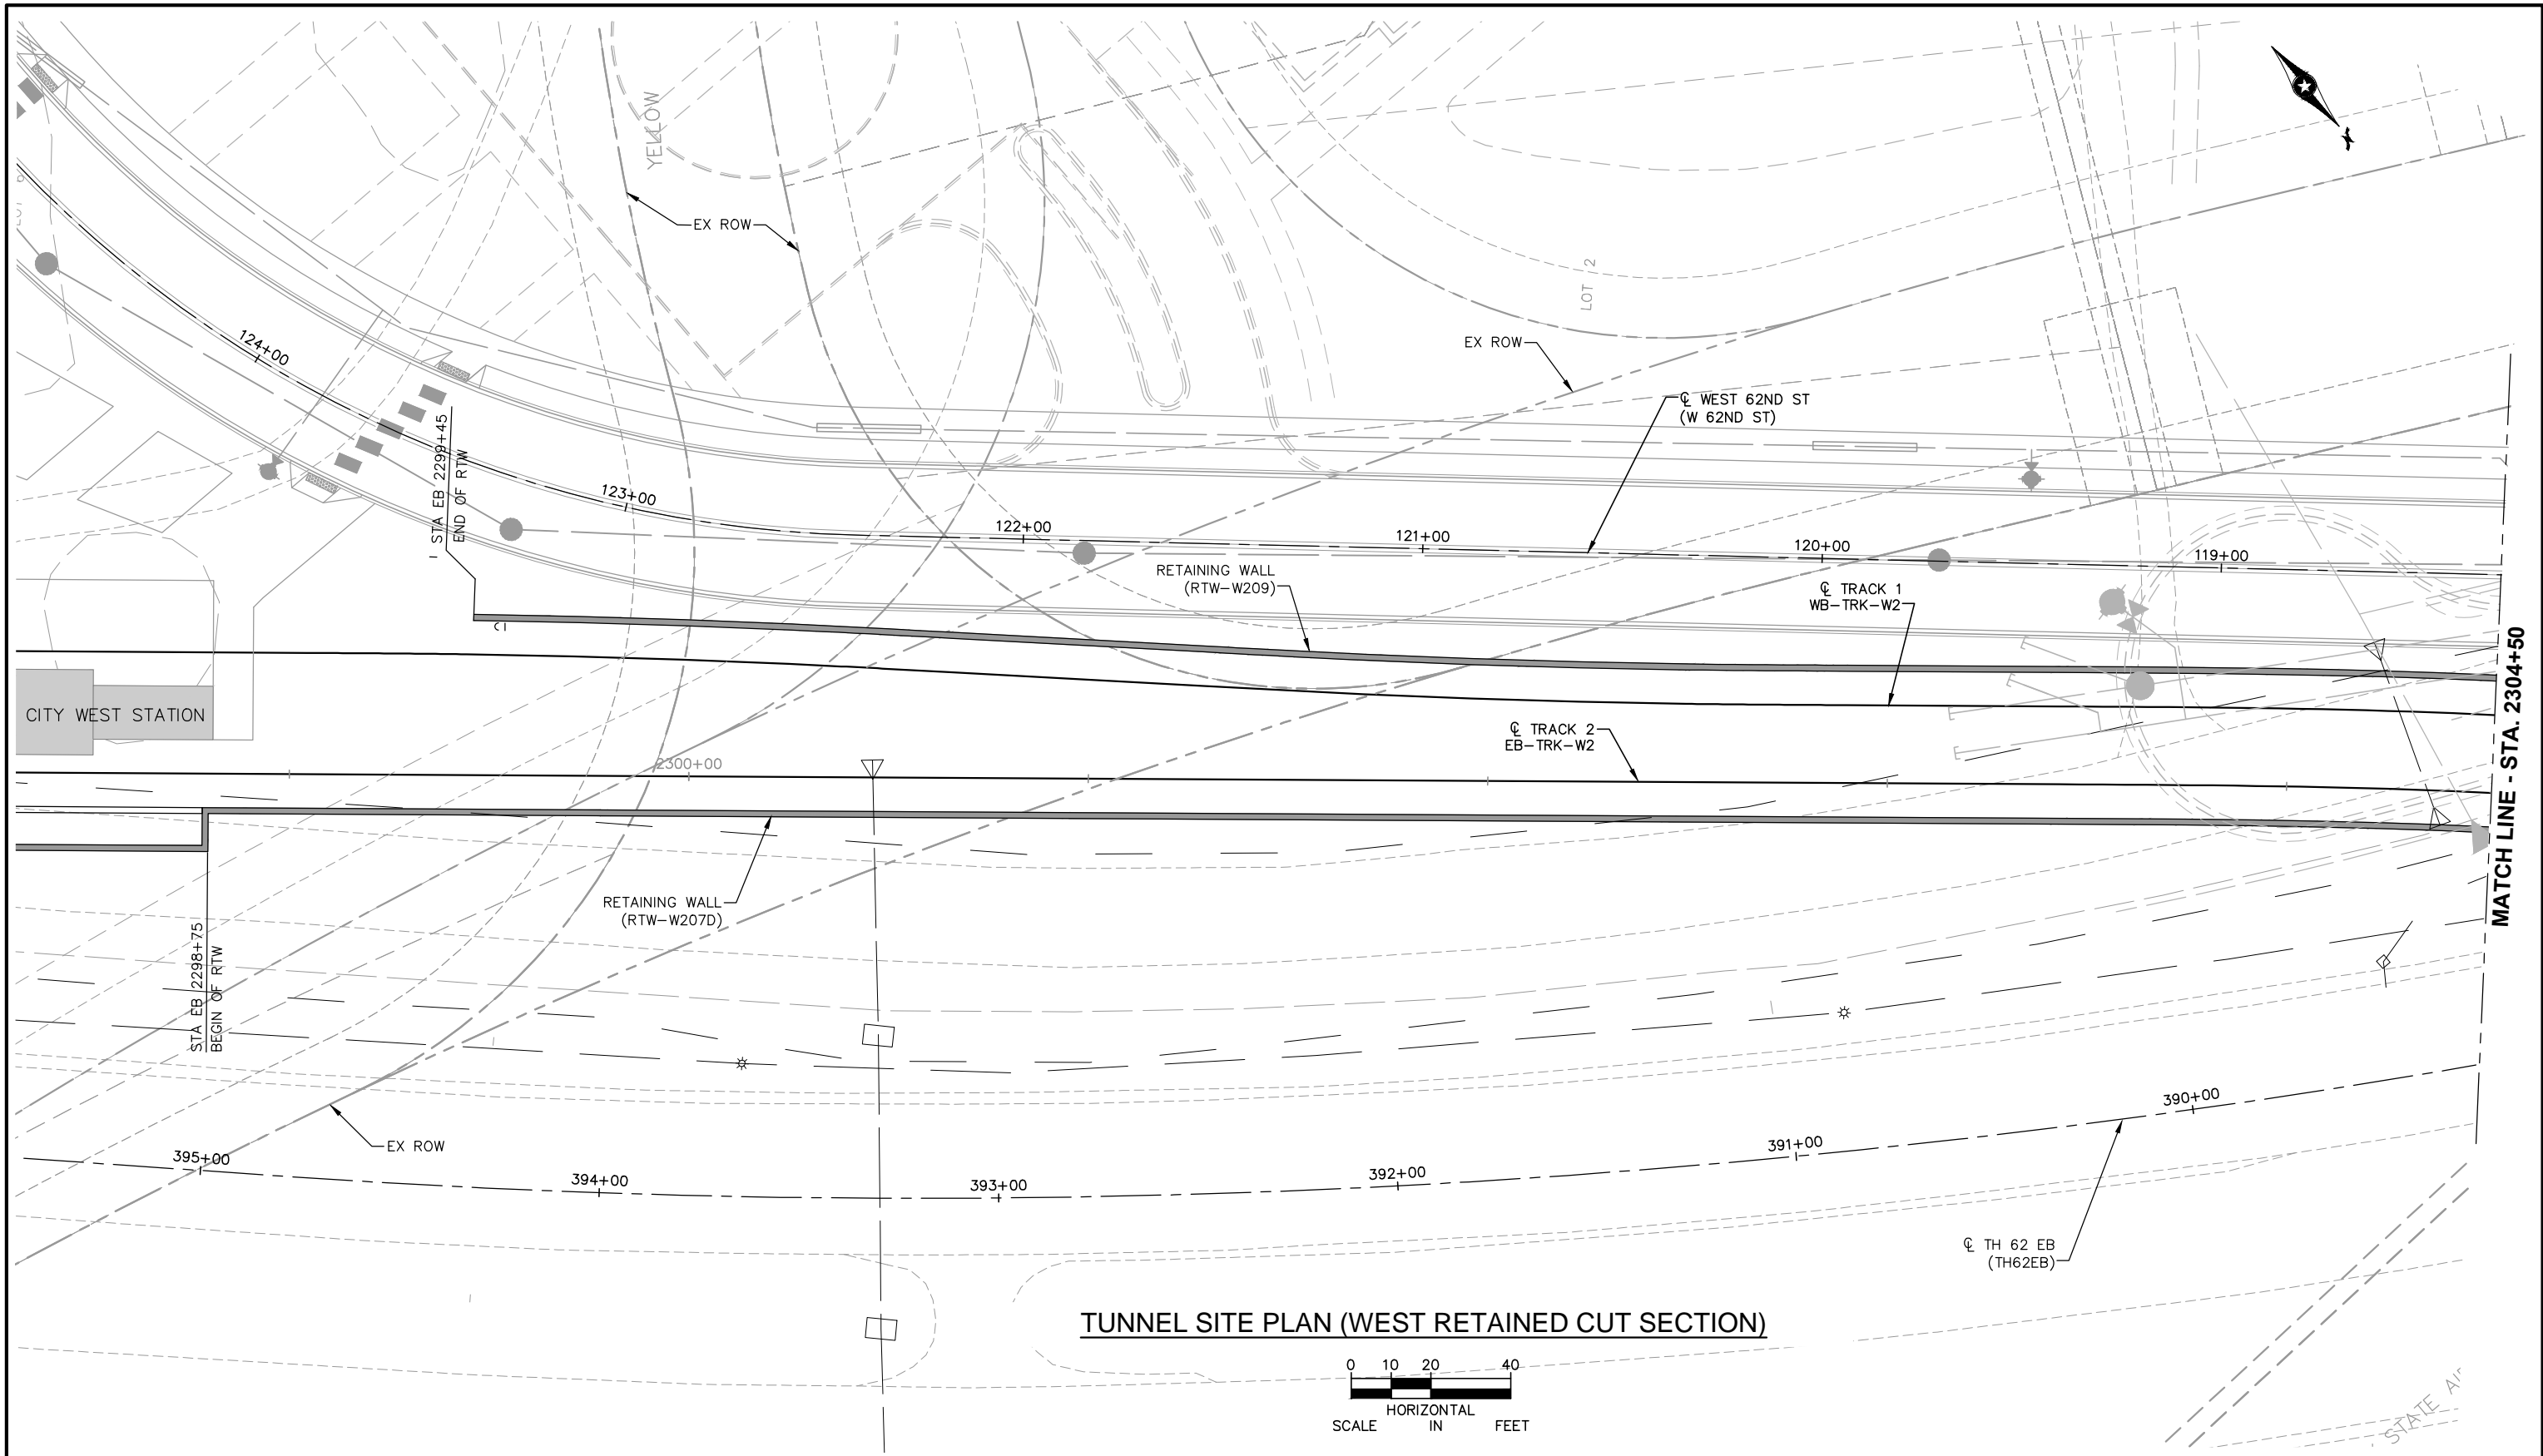 YELLOW
EX ROW
LOT 2
EX ROW
℄ WEST 62ND ST
(W 62ND ST)
124+00
123+00
122+00
121+00
120+00
119+00
STA EB 2299+45
END OF RTW
RETAINING WALL
(RTW-W209)
℄ TRACK 1
WB-TRK-W2
CITY WEST STATION
℄ TRACK 2
EB-TRK-W2
2300+00
MATCH LINE - STA. 2304+50
RETAINING WALL
(RTW-W207D)
STA EB 2298+75
BEGIN OF RTW
EX ROW
395+00
394+00
393+00
392+00
391+00
390+00
℄ TH 62 EB
(TH62EB)
TUNNEL SITE PLAN (WEST RETAINED CUT SECTION)
0 10 20 40
HORIZONTAL
SCALE IN FEET
STATE